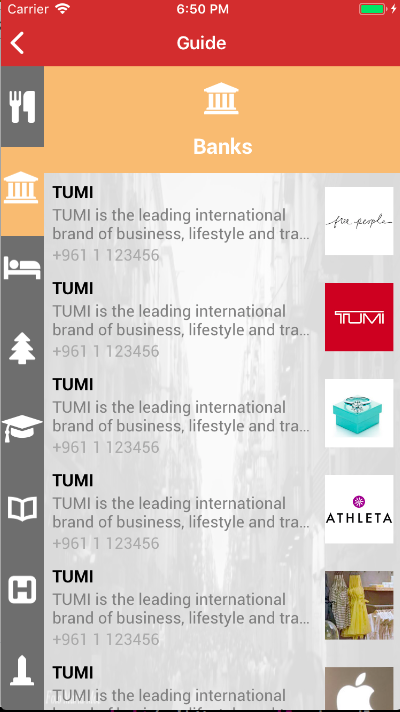 Carrier 6:50 PM
Guide
Banks
TUMI
TUMI is the leading international
brand of business, lifestyle and tra...
+961 1 123456
free people
TUMI
TUMI is the leading international
brand of business, lifestyle and tra...
+961 1 123456
TUMI
TUMI
TUMI is the leading international
brand of business, lifestyle and tra...
+961 1 123456
TUMI
TUMI is the leading international
brand of business, lifestyle and tra...
+961 1 123456
ATHLETA
TUMI
TUMI is the leading international
brand of business, lifestyle and tra...
+961 1 123456
H
TUMI
TUMI is the leading international
brand of business, lifestyle and tra...